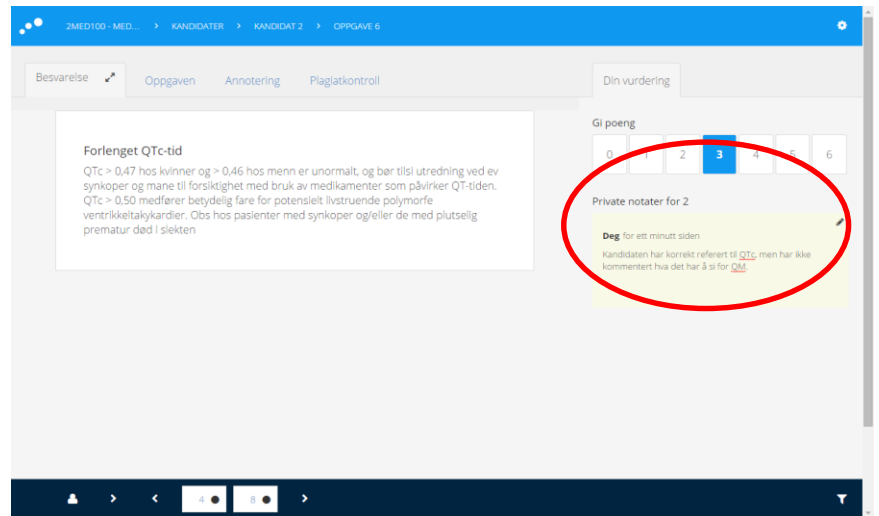 2MED100 - MED... > KANDIDATER > KANDIDAT 2 > OPPGAVE 6
Besvarelse
Oppgaven
Annotering
Plagiatkontroll
Forlenget QTc-tid
QTc > 0,47 hos kvinner og > 0,46 hos menn er unormalt, og bør tilsi utredning ved ev
synkoper og mane til forsiktighet med bruk av medikamenter som påvirker QT-tiden.
QTc > 0,50 medfører betydelig fare for potensielt livstruende polymorfe
ventrikkeltakykardier. Obs hos pasienter med synkoper og/eller de med plutselig
prematur død i slekten
Din vurdering
Gi poeng
0 1 2 3 4 5 6
Private notater for 2
Deg for ett minutt siden
Kandidaten har korrekt referert til QTc, men har ikke
kommentert hva det har å si for QM.
4 8